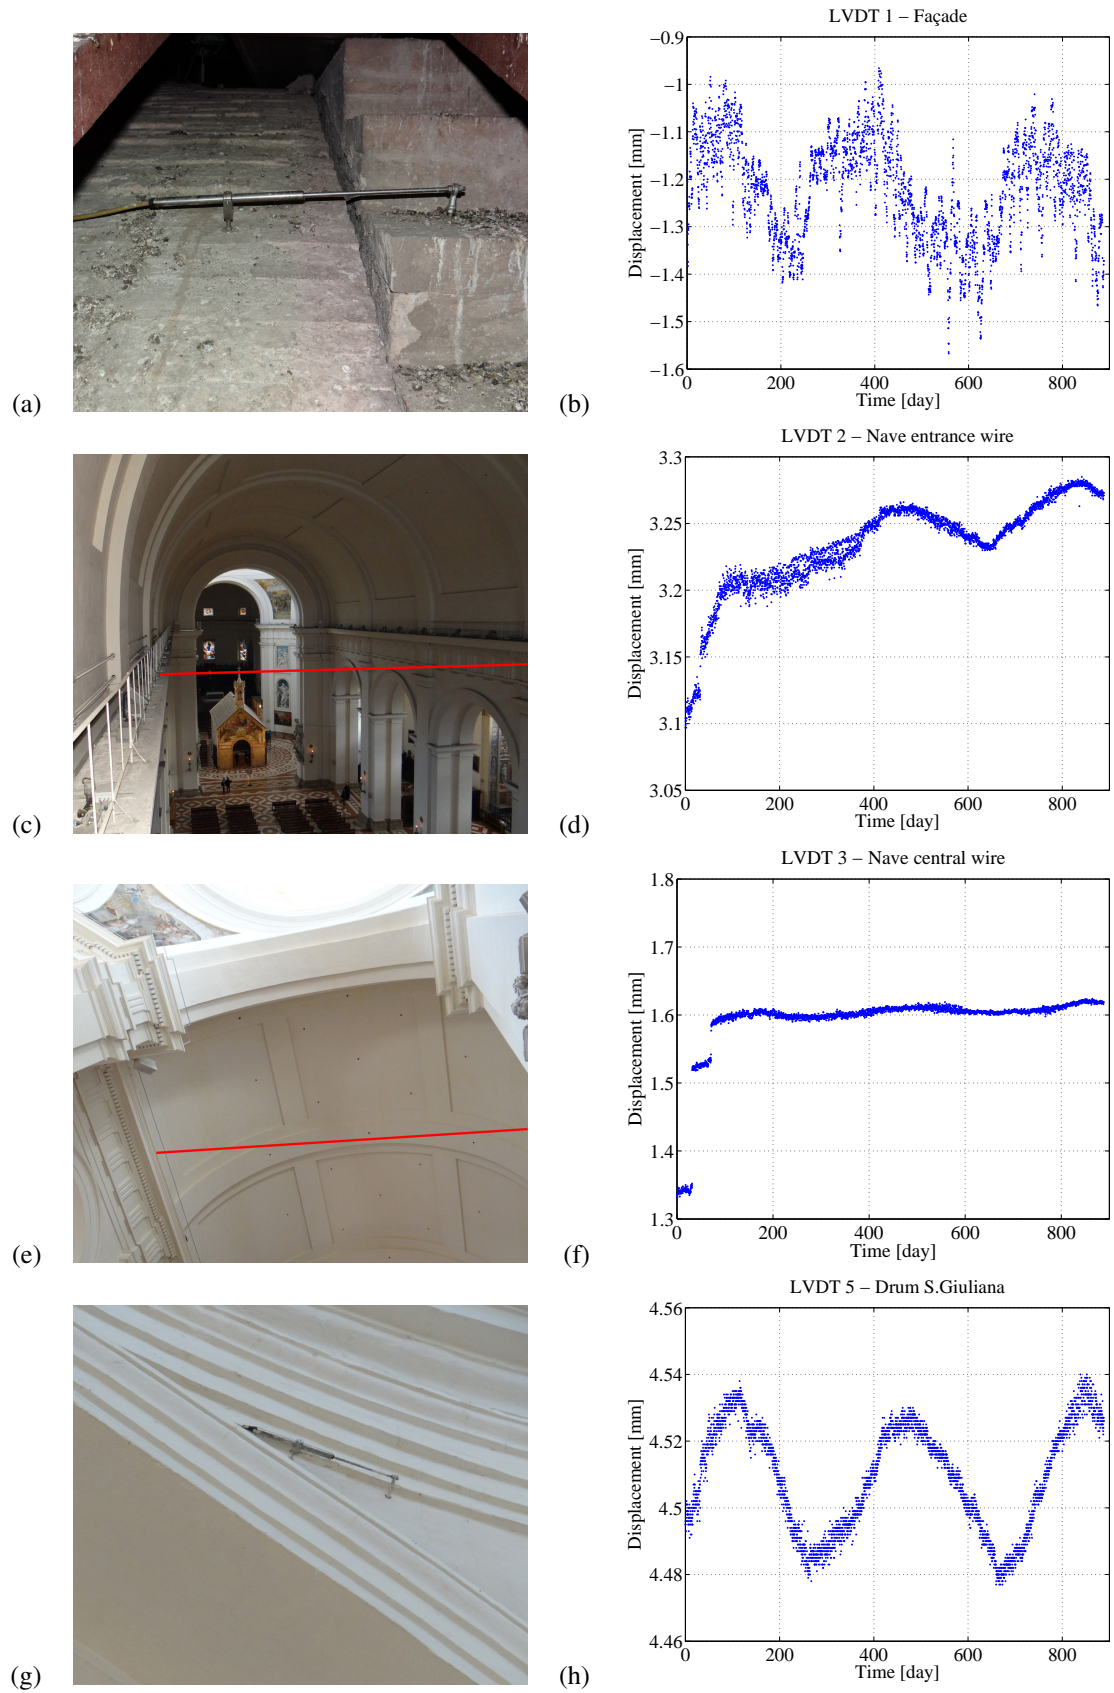 LVDT 1 – Façade
−0.9
−1
−1.1
−1.2
−1.3
−1.4
−1.5
−1.6
Displacement [mm]
0 200 400 600 800
Time [day]
(a)
(b)
LVDT 2 – Nave entrance wire
3.3
3.25
3.2
3.15
3.1
3.05
Displacement [mm]
0 200 400 600 800
Time [day]
(c)
(d)
LVDT 3 – Nave central wire
1.8
1.7
1.6
1.5
1.4
1.3
Displacement [mm]
0 200 400 600 800
Time [day]
(e)
(f)
LVDT 5 – Drum S.Giuliana
4.56
4.54
4.52
4.5
4.48
4.46
Displacement [mm]
0 200 400 600 800
Time [day]
(g)
(h)